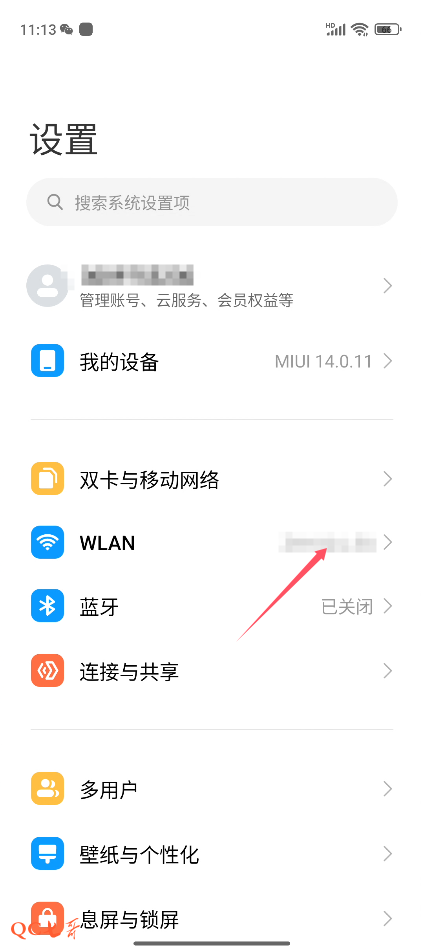 11:13
HD
66
设置
搜索系统设置项
管理账号、云服务、会员权益等
我的设备
MIUI 14.0.11
双卡与移动网络
WLAN
蓝牙
已关闭
连接与共享
多用户
壁纸与个性化
息屏与锁屏